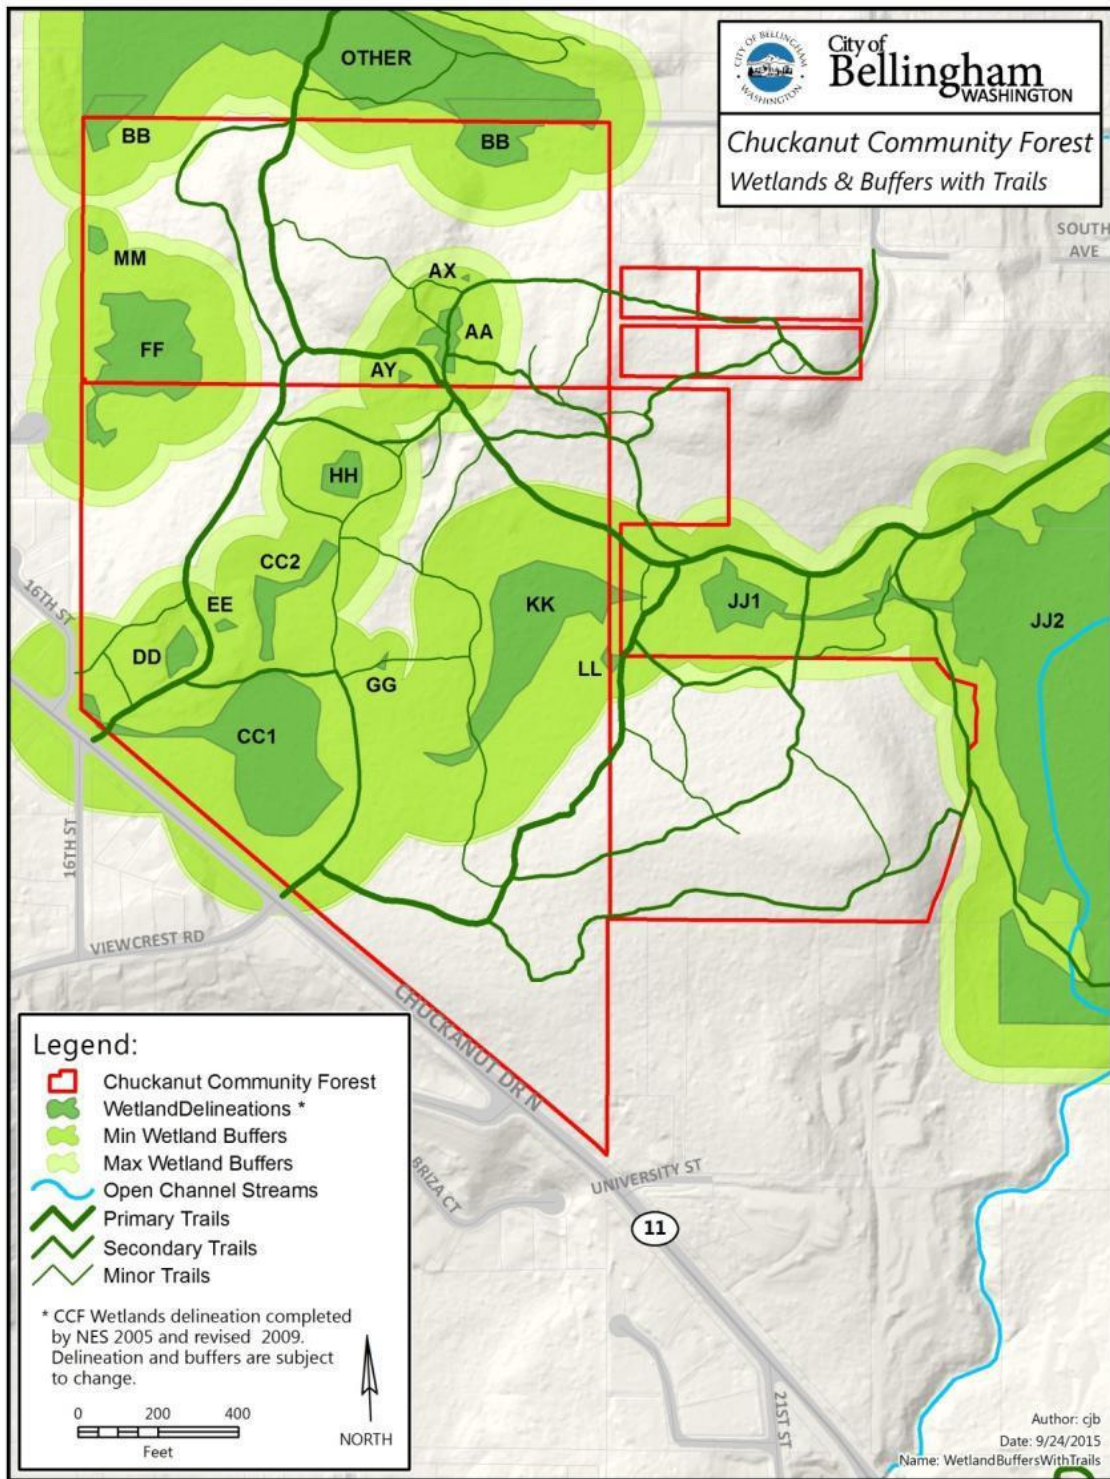 CITY OF BELLINGHAM
WASHINGTON
City of
Bellingham
WASHINGTON
Chuckanut Community Forest
Wetlands & Buffers with Trails
OTHER
BB
BB
SOUTH
AVE
MM
AX
FF
AA
AY
HH
CC2
16TH ST
EE
KK
JJ1
JJ2
DD
GG
LL
CC1
16TH ST
VIEWCREST RD
CHUCKANUT DR N
BRIZA CT
UNIVERSITY ST
11
21ST ST
Legend:
Chuckanut Community Forest
WetlandDelineations *
Min Wetland Buffers
Max Wetland Buffers
Open Channel Streams
Primary Trails
Secondary Trails
Minor Trails
* CCF Wetlands delineation completed
by NES 2005 and revised 2009.
Delineation and buffers are subject
to change.
0 200 400
Feet
NORTH
Author: cjb
Date: 9/24/2015
Name: WetlandBuffersWithTrails